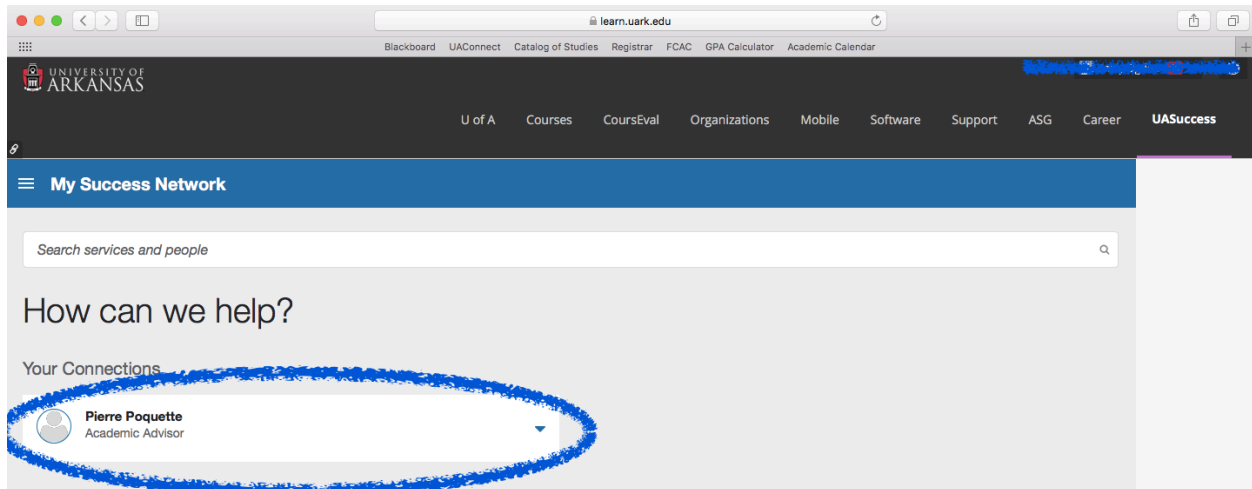 learn.uark.edu
Blackboard UAConnect Catalog of Studies Registrar FCAC GPA Calculator Academic Calendar
UNIVERSITY OF
ARKANSAS
U of A Courses CoursEval Organizations Mobile Software Support ASG Career UASuccess
My Success Network
Search services and people
How can we help?
Your Connections
Pierre Poquette
Academic Advisor